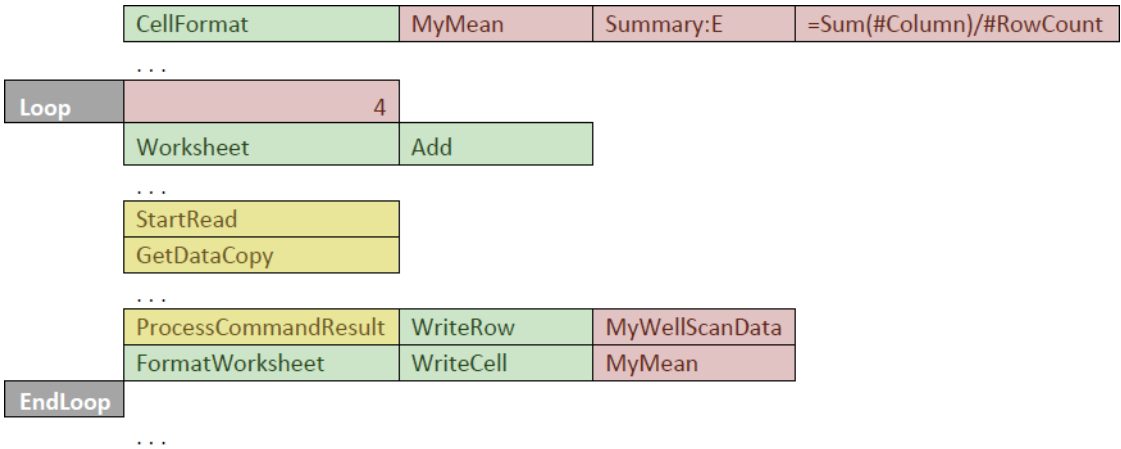 CellFormat MyMean Summary:E =Sum(#Column)/#RowCount
. . .
Loop 4
Worksheet Add
. . .
StartRead
GetDataCopy
. . .
ProcessCommandResult WriteRow MyWellScanData
FormatWorksheet WriteCell MyMean
EndLoop
. . .